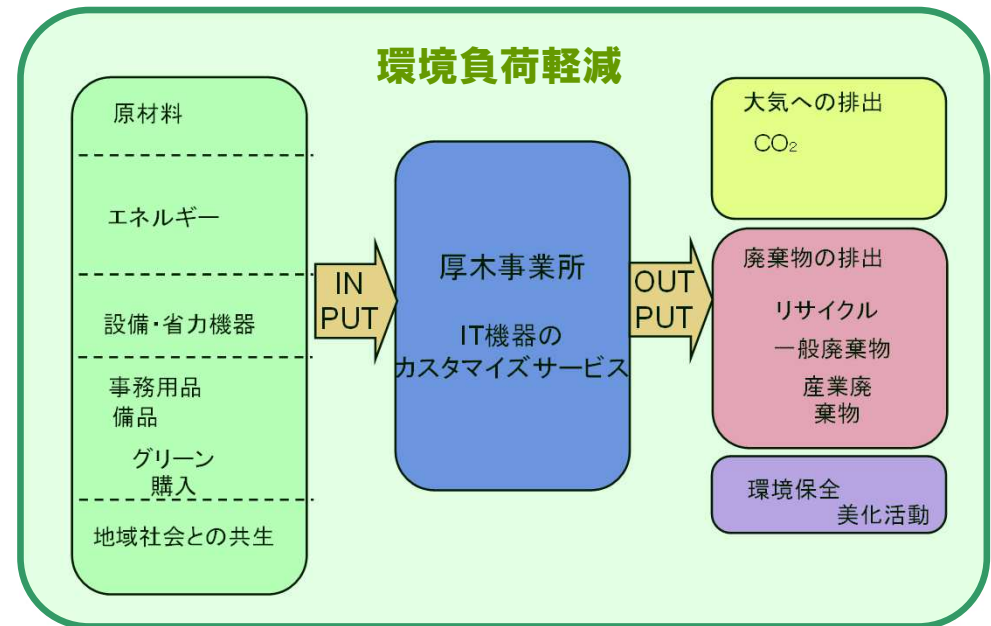 環境負荷軽減
原材料
エネルギー
設備・省力機器
事務用品
備品
グリーン
購入
地域社会との共生
IN
PUT
厚木事業所
IT機器の
カスタマイズサービス
OUT
PUT
大気への排出
CO₂
廃棄物の排出
リサイクル
一般廃棄物
産業廃
棄物
環境保全
美化活動